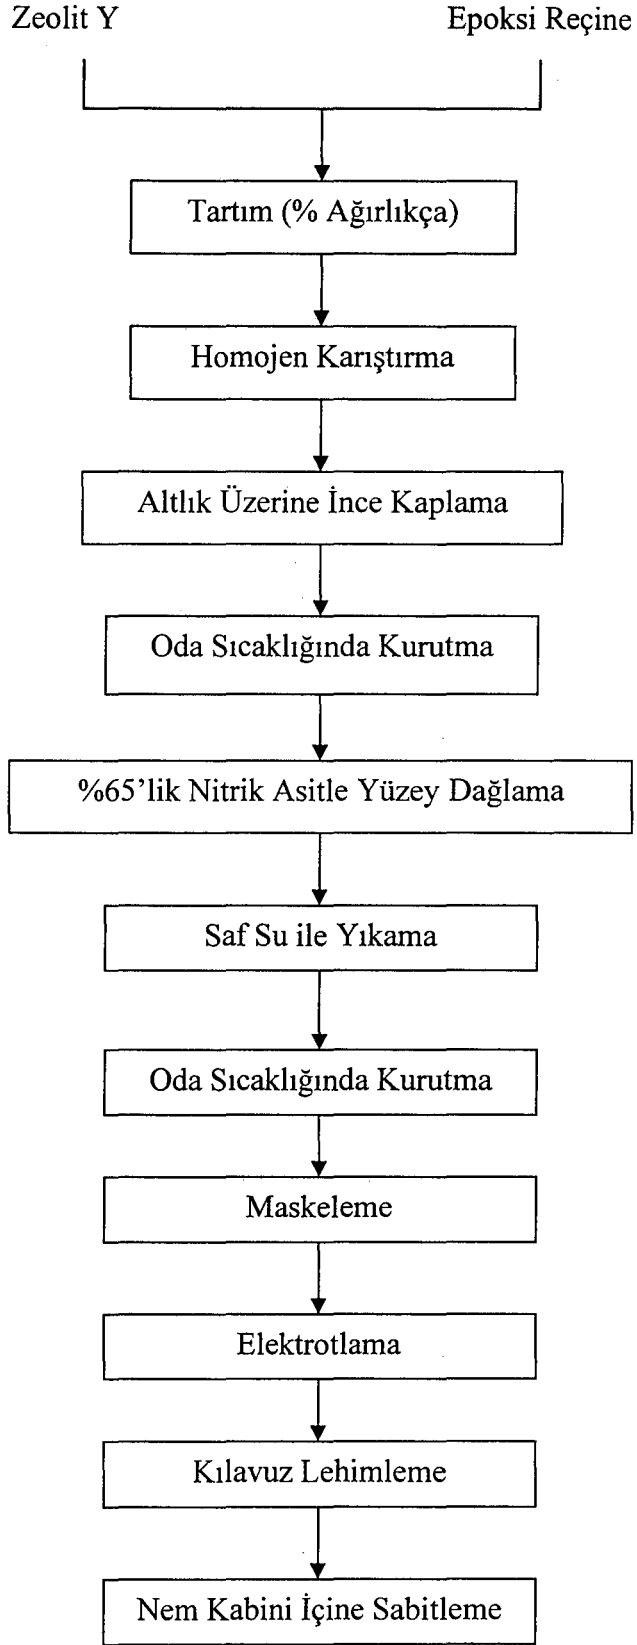 Zeolit Y
Epoksi Reçine
Tartım (% Ağırlıkça)
Homojen Karıştırma
Altlık Üzerine İnce Kaplama
Oda Sıcaklığında Kurutma
%65’lik Nitrik Asitle Yüzey Dağlama
Saf Su ile Yıkama
Oda Sıcaklığında Kurutma
Maskeleme
Elektrotlama
Kılavuz Lehimleme
Nem Kabini İçine Sabitleme